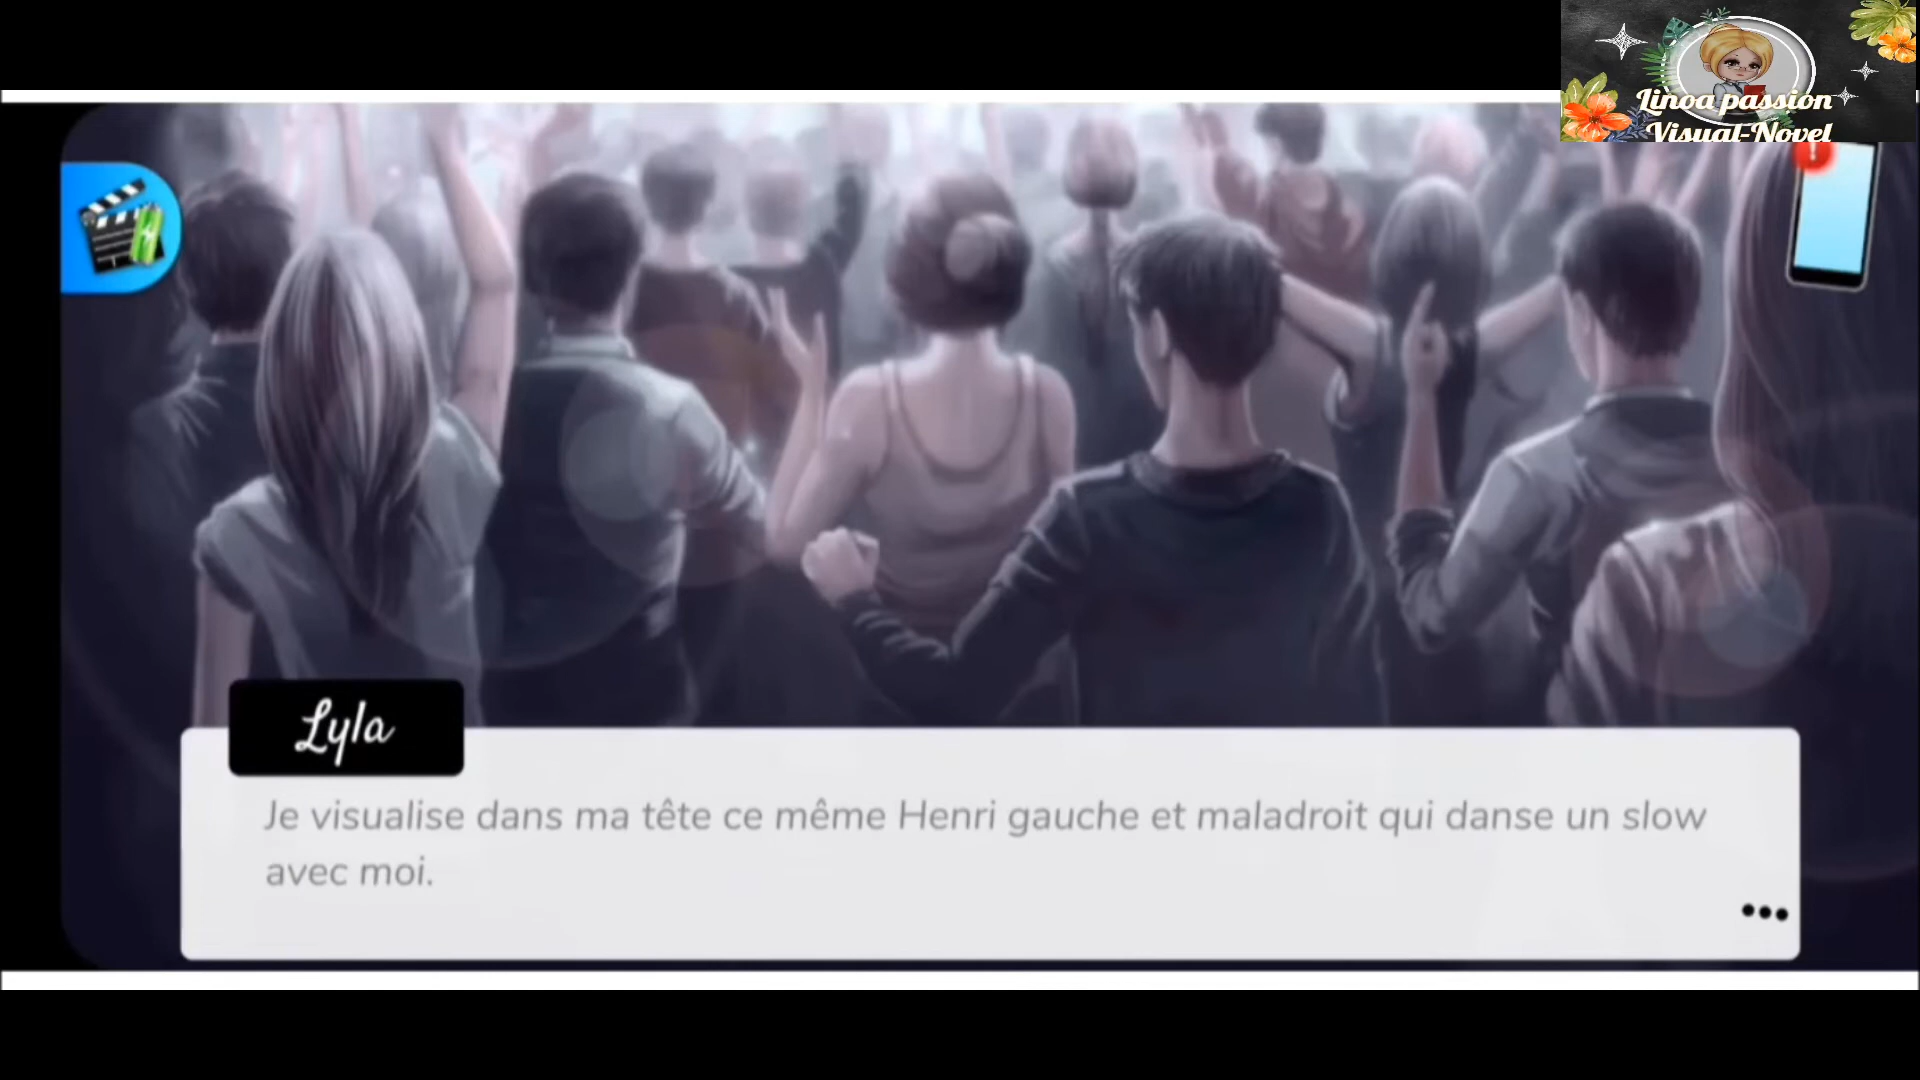 Linoa passion
Visual-Novel
!
Lyla
Je visualise dans ma tête ce même Henri gauche et maladroit qui danse un slow
avec moi.